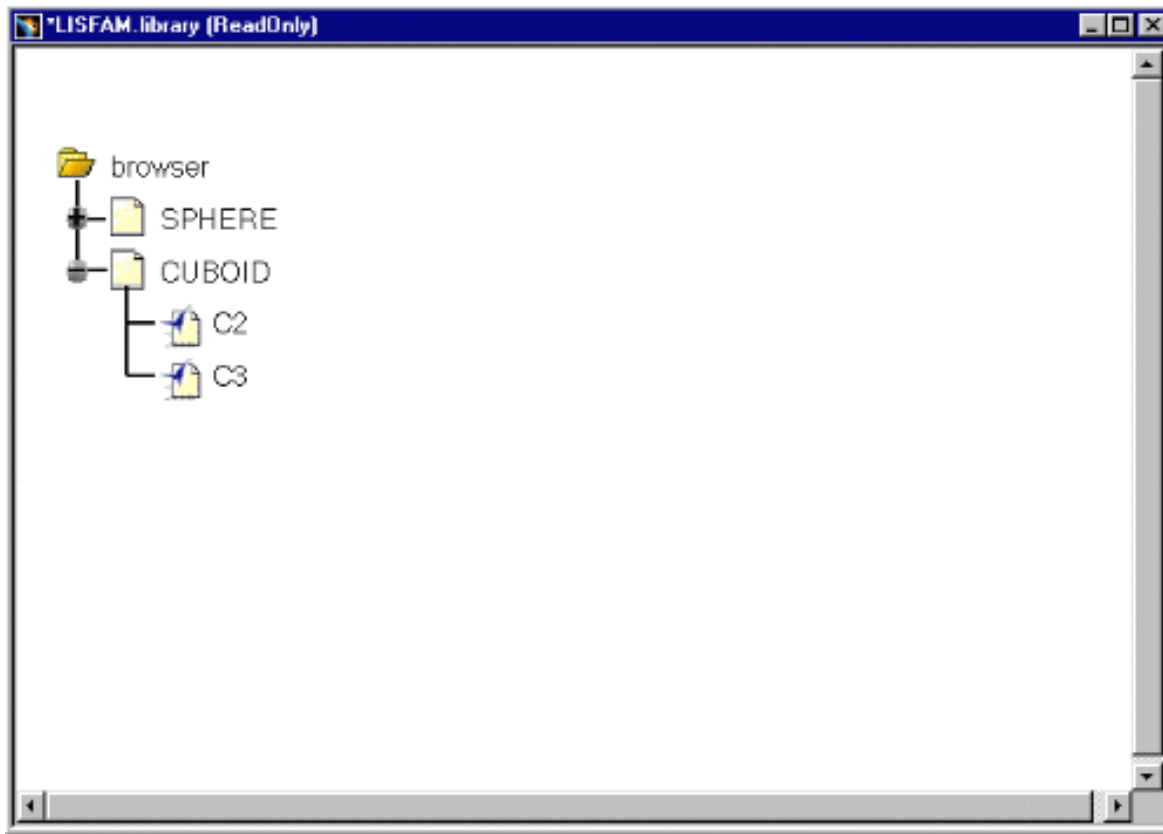 *LISFAM.library (ReadOnly)
browser
SPHERE
CUBOID
C2
C3